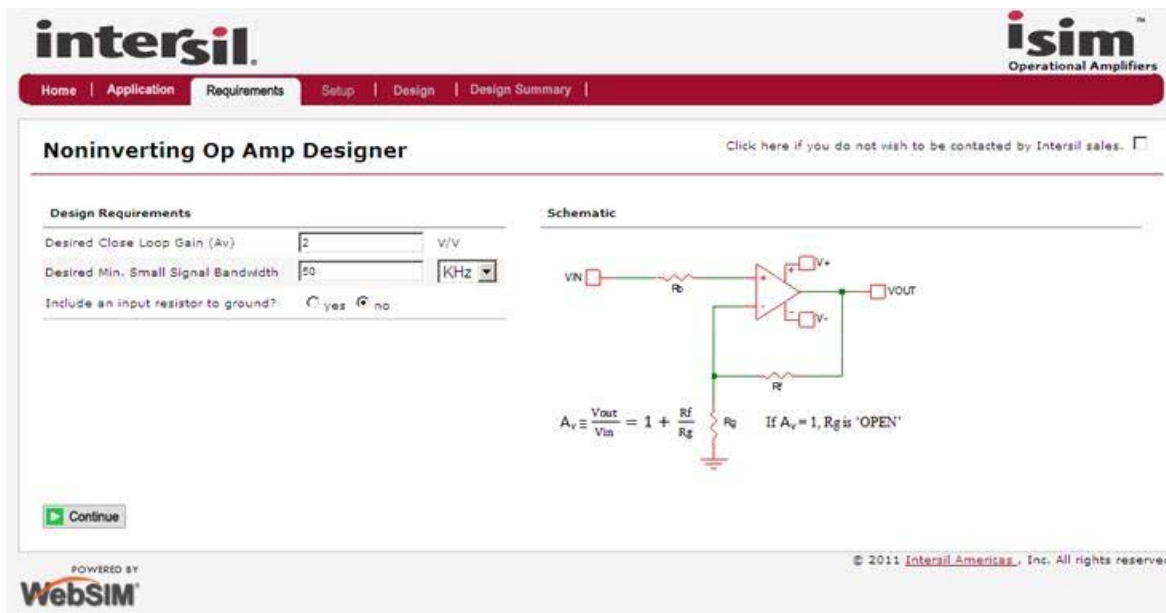 intersil.
isim™
Operational Amplifiers
Home | Application Requirements Setup | Design | Design Summary |
Noninverting Op Amp Designer
Click here if you do not wish to be contacted by Intersil sales.
Design Requirements
Desired Close Loop Gain (Av) 2 V/V
Desired Min. Small Signal Bandwidth 50 KHz
Include an input resistor to ground? yes no
Schematic
VIN
Rb
+
-
+
V+
-
V-
VOUT
Rf
Rg
Av ≡ Vout/Vin = 1 + Rf/Rg
If Av = 1, Rg is 'OPEN'
Continue
© 2011 Intersil Americas, Inc. All rights reserve
POWERED BY
WebSIM